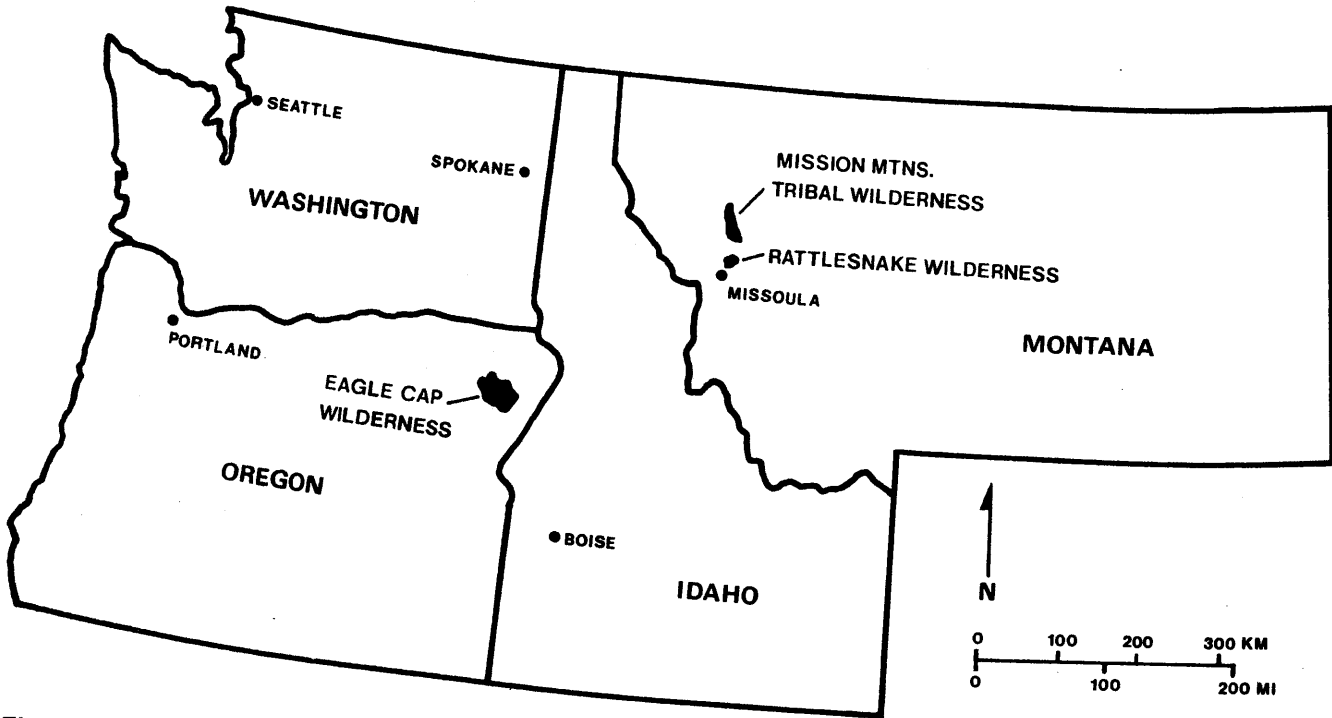 SEATTLE
SPOKANE
WASHINGTON
MISSION MTNS.
TRIBAL WILDERNESS
RATTLESNAKE WILDERNESS
MISSOULA
MONTANA
PORTLAND
EAGLE CAP
WILDERNESS
OREGON
BOISE
IDAHO
N
0 100 200 300 KM
0 100 200 MI